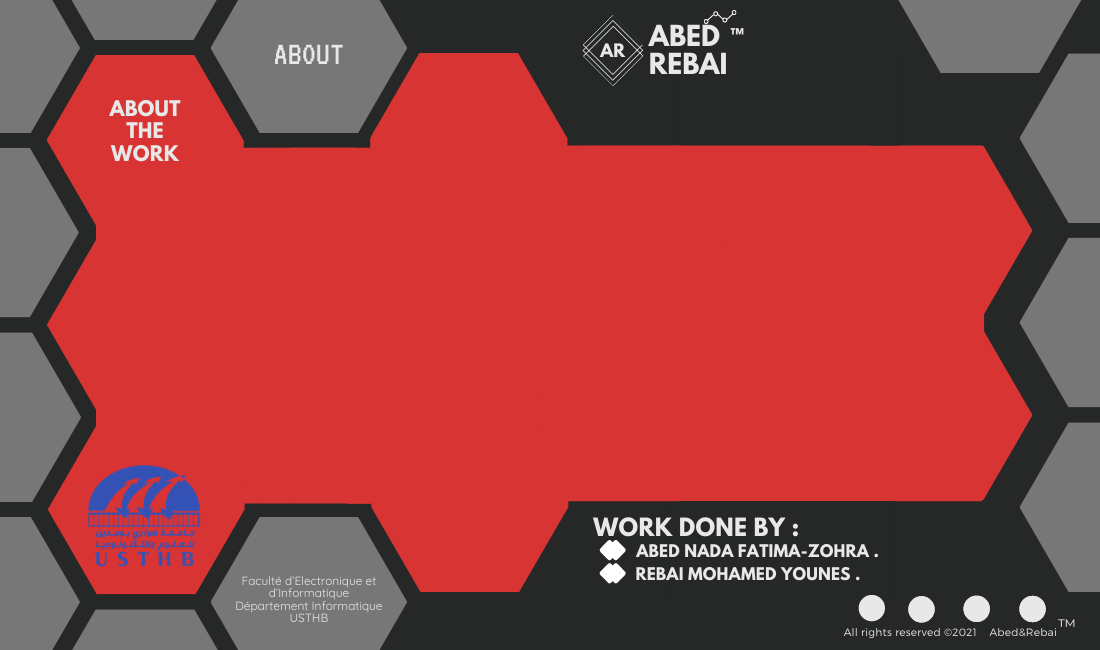 ABOUT
AR
ABED ™
REBAI
ABOUT
THE
WORK
جامعة هواري بومدين
للعلوم والتكنولوجيا
USTHB
Faculté d'Electronique et
d'Informatique
Département Informatique
USTHB
WORK DONE BY :
ABED NADA FATIMA-ZOHRA .
REBAI MOHAMED YOUNES .
All rights reserved ©2021 Abed&Rebai ™